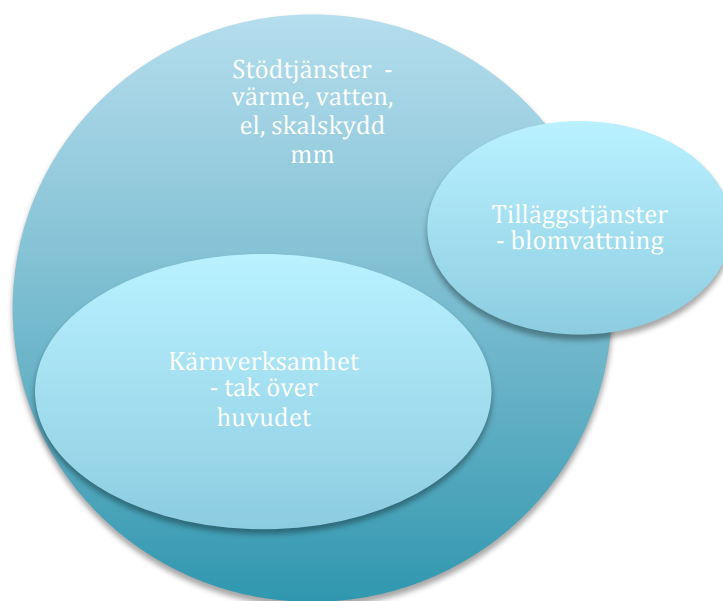 Stödtjänster -
värme, vatten,
el, skalskydd
mm
Tilläggstjänster
- blomvattning
Kärnverksamhet
- tak över
huvudet